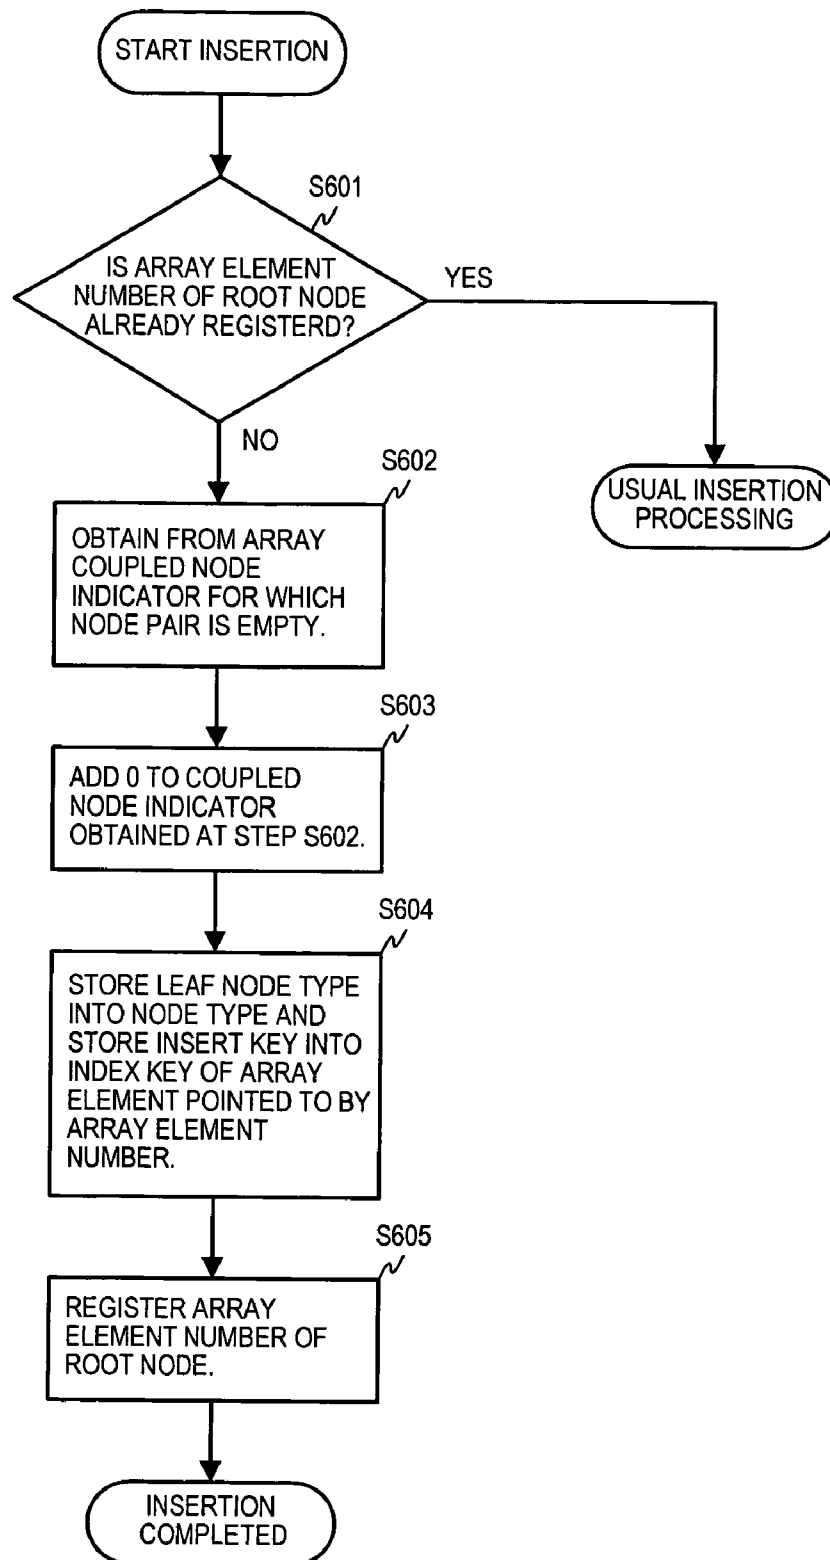 START INSERTION
S601
IS ARRAY ELEMENT
NUMBER OF ROOT NODE
ALREADY REGISTERD?
YES
NO
USUAL INSERTION
PROCESSING
S602
OBTAIN FROM ARRAY
COUPLED NODE
INDICATOR FOR WHICH
NODE PAIR IS EMPTY.
S603
ADD 0 TO COUPLED
NODE INDICATOR
OBTAINED AT STEP S602.
S604
STORE LEAF NODE TYPE
INTO NODE TYPE AND
STORE INSERT KEY INTO
INDEX KEY OF ARRAY
ELEMENT POINTED TO BY
ARRAY ELEMENT
NUMBER.
S605
REGISTER ARRAY
ELEMENT NUMBER OF
ROOT NODE.
INSERTION
COMPLETED